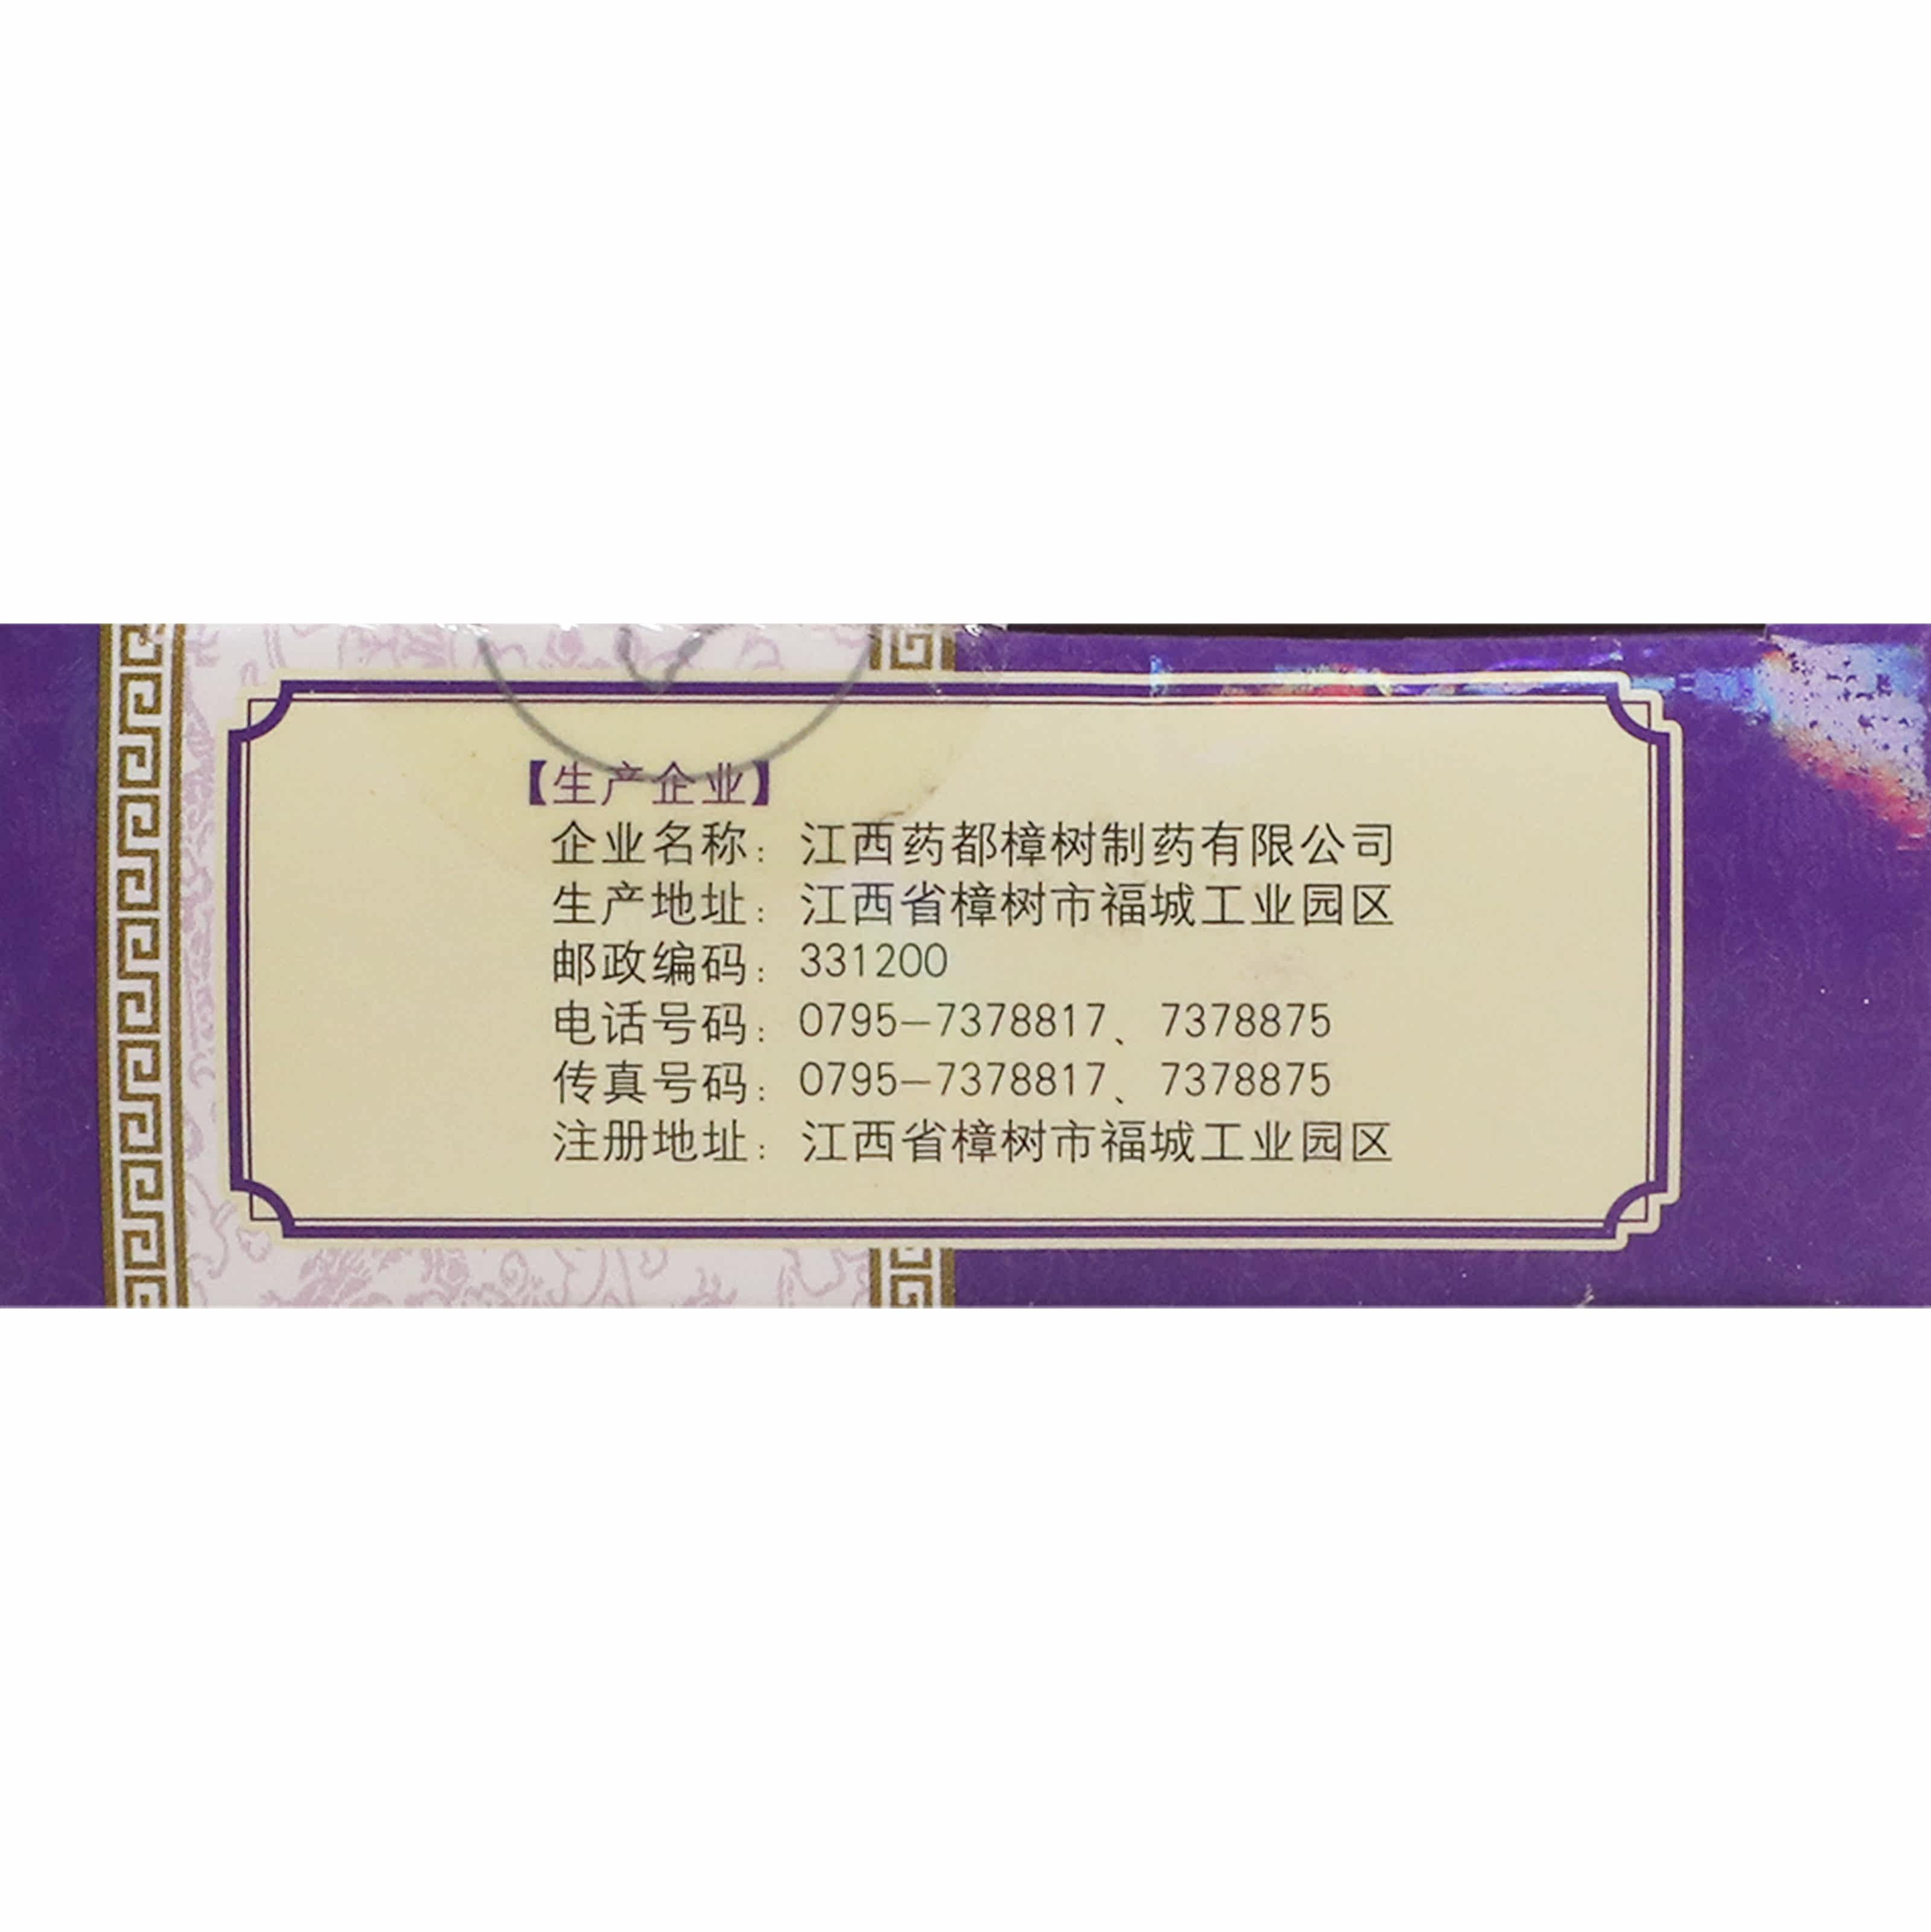 【生产企业】
企业名称：江西药都樟树制药有限公司
生产地址：江西省樟树市福城工业园区
邮政编码：331200
电话号码：0795-7378817、7378875
传真号码：0795-7378817、7378875
注册地址：江西省樟树市福城工业园区